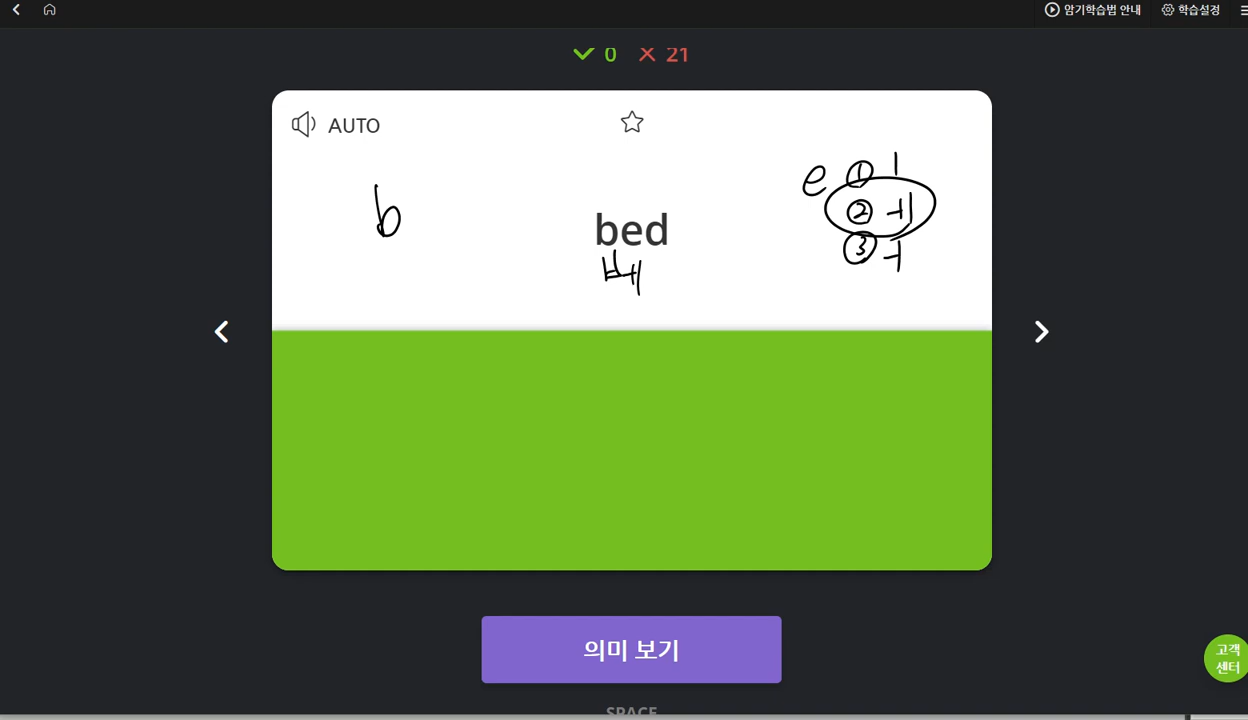 암기학습법 안내 학습설정
0 21
AUTO
e ① ㅣ
b ② ㅔ
bed ③ ㅓ
베
의미 보기
고객
센터
SPACE